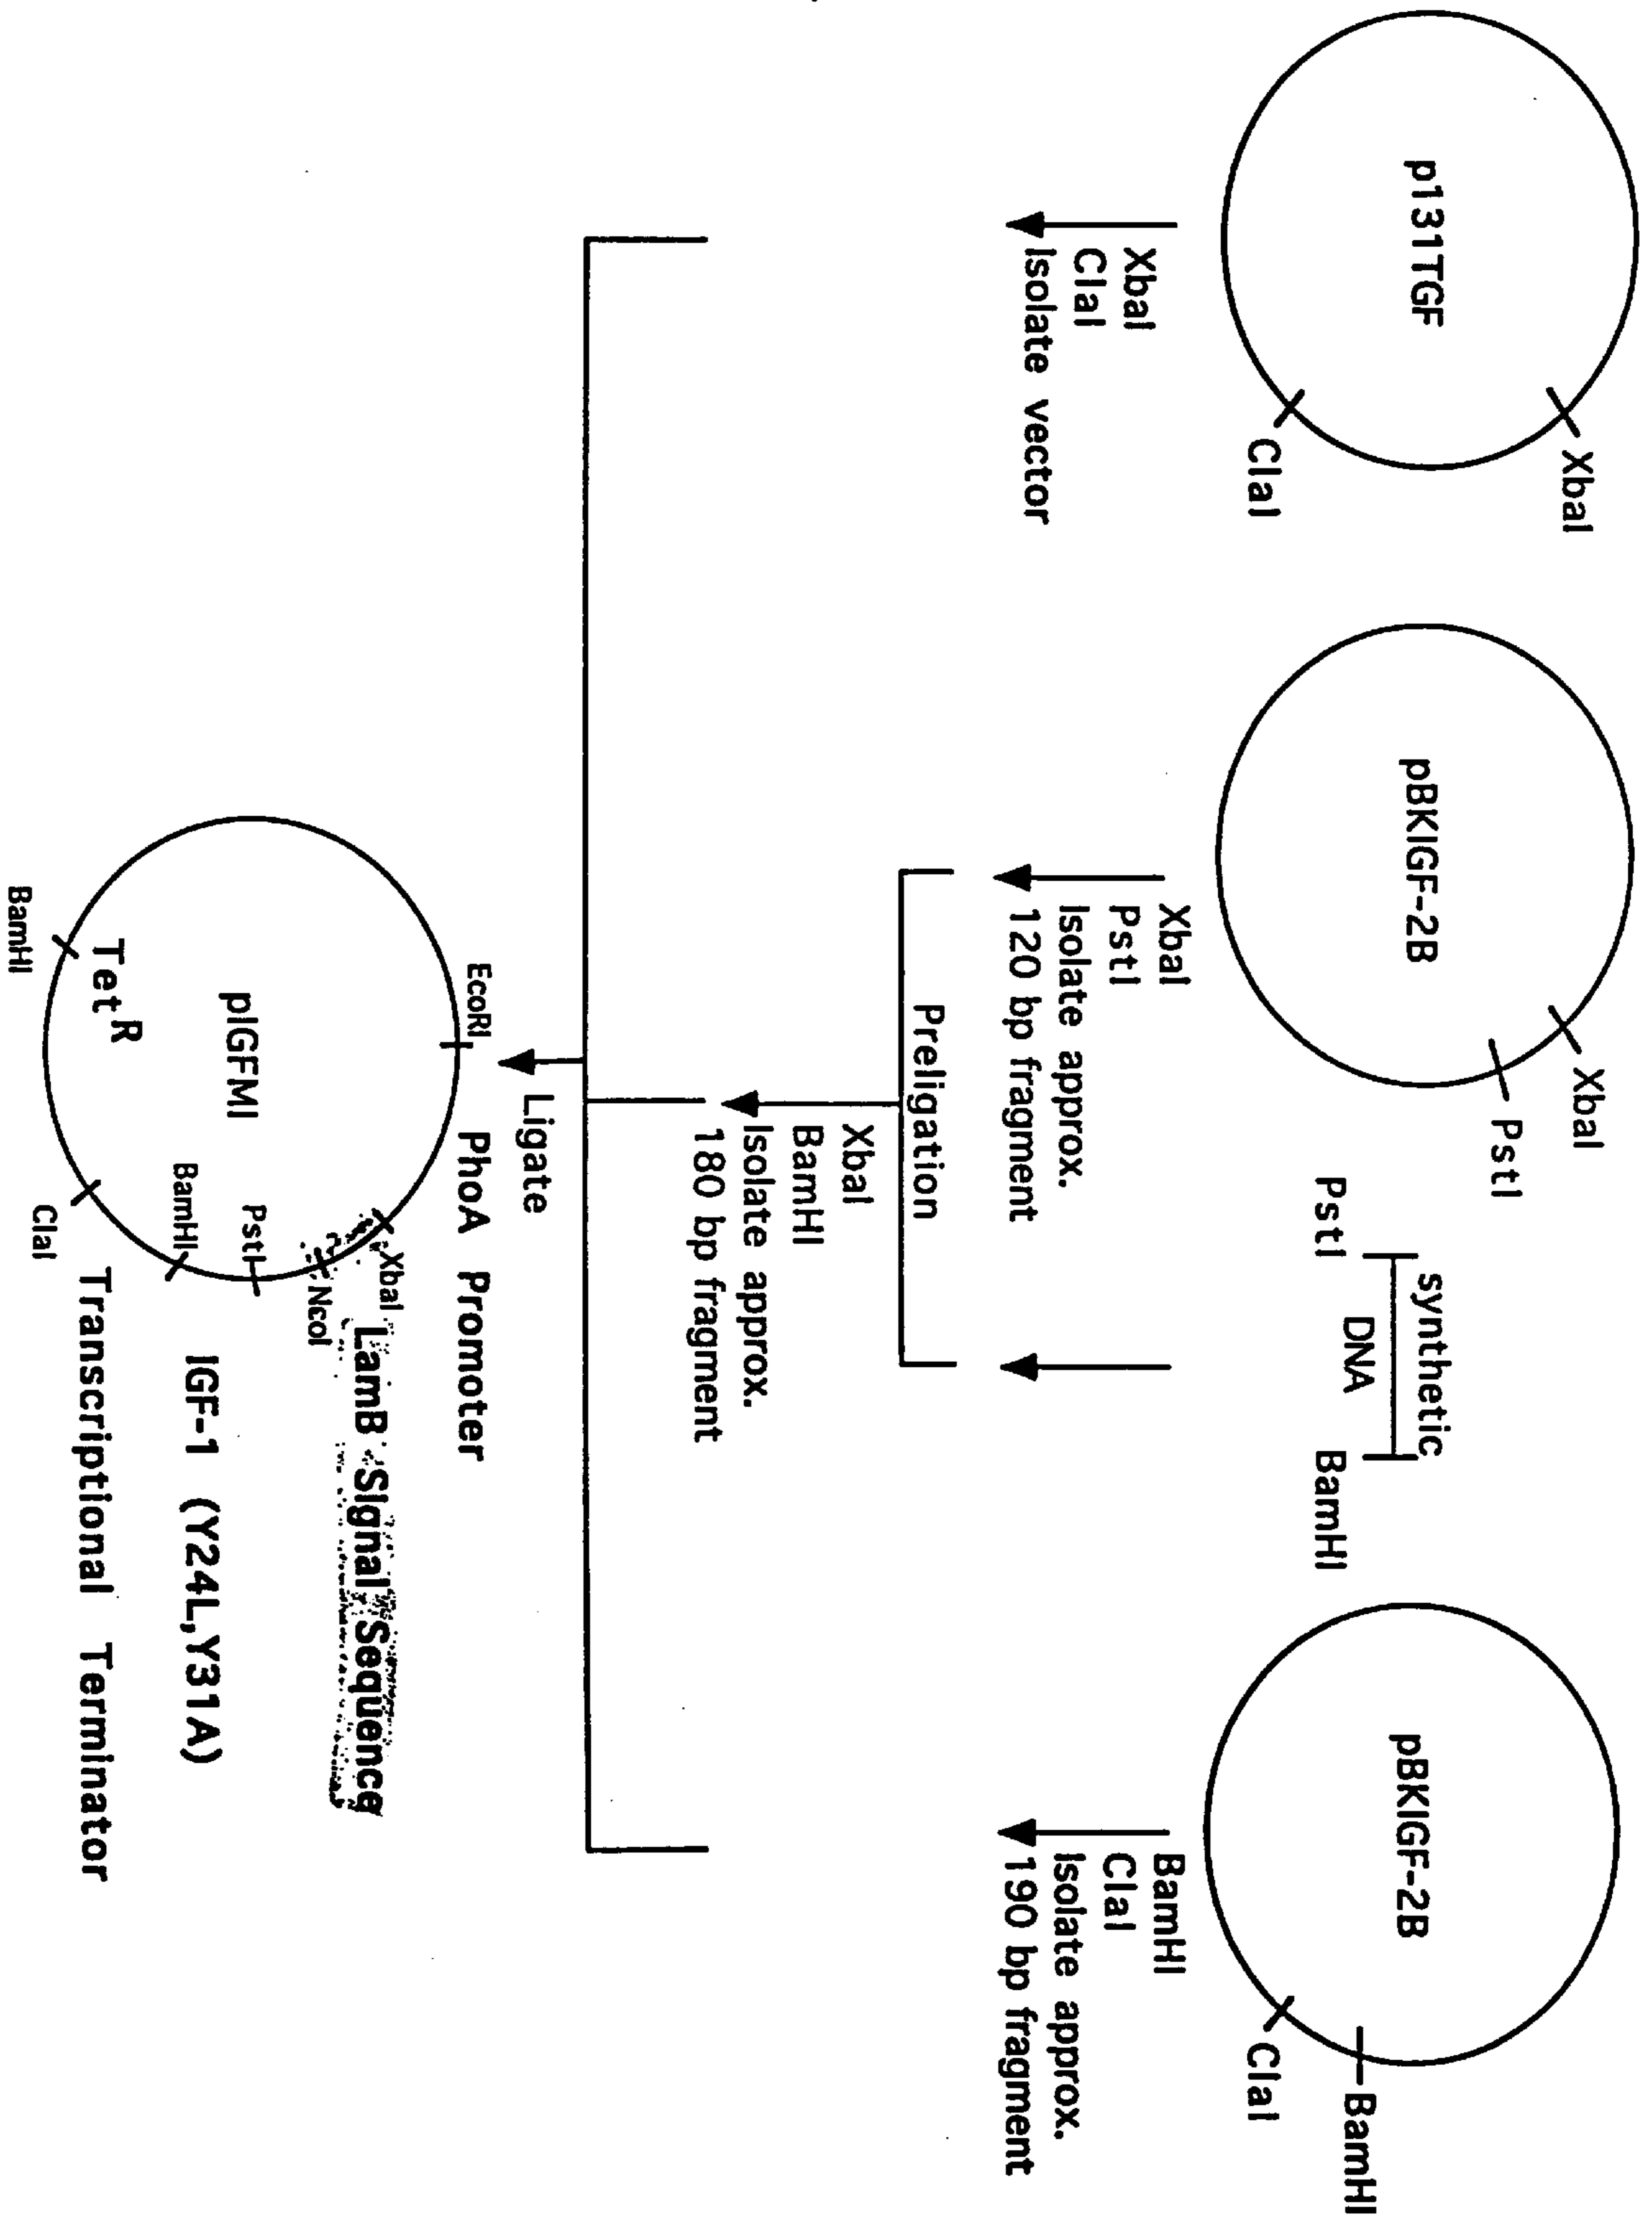 p131TGF
XbaI
ClaI
pBKIGF-2B
XbaI
PstI
synthetic
DNA
PstI
BamHI
pBKIGF-2B
BamHI
ClaI
XbaI
ClaI
Isolate vector
XbaI
PstI
Isolate approx.
120 bp fragment
BamHI
ClaI
Isolate approx.
190 bp fragment
Preligation
XbaI
BamHI
Isolate approx.
180 bp fragment
Ligate
EcoRI
PhoA Promoter
XbaI
LamB Signal Sequence
NcoI
pIGFMI
PstI
BamHI
IGF-1 (Y24L,Y31A)
TetR
ClaI
Transcriptional Terminator
BamHI